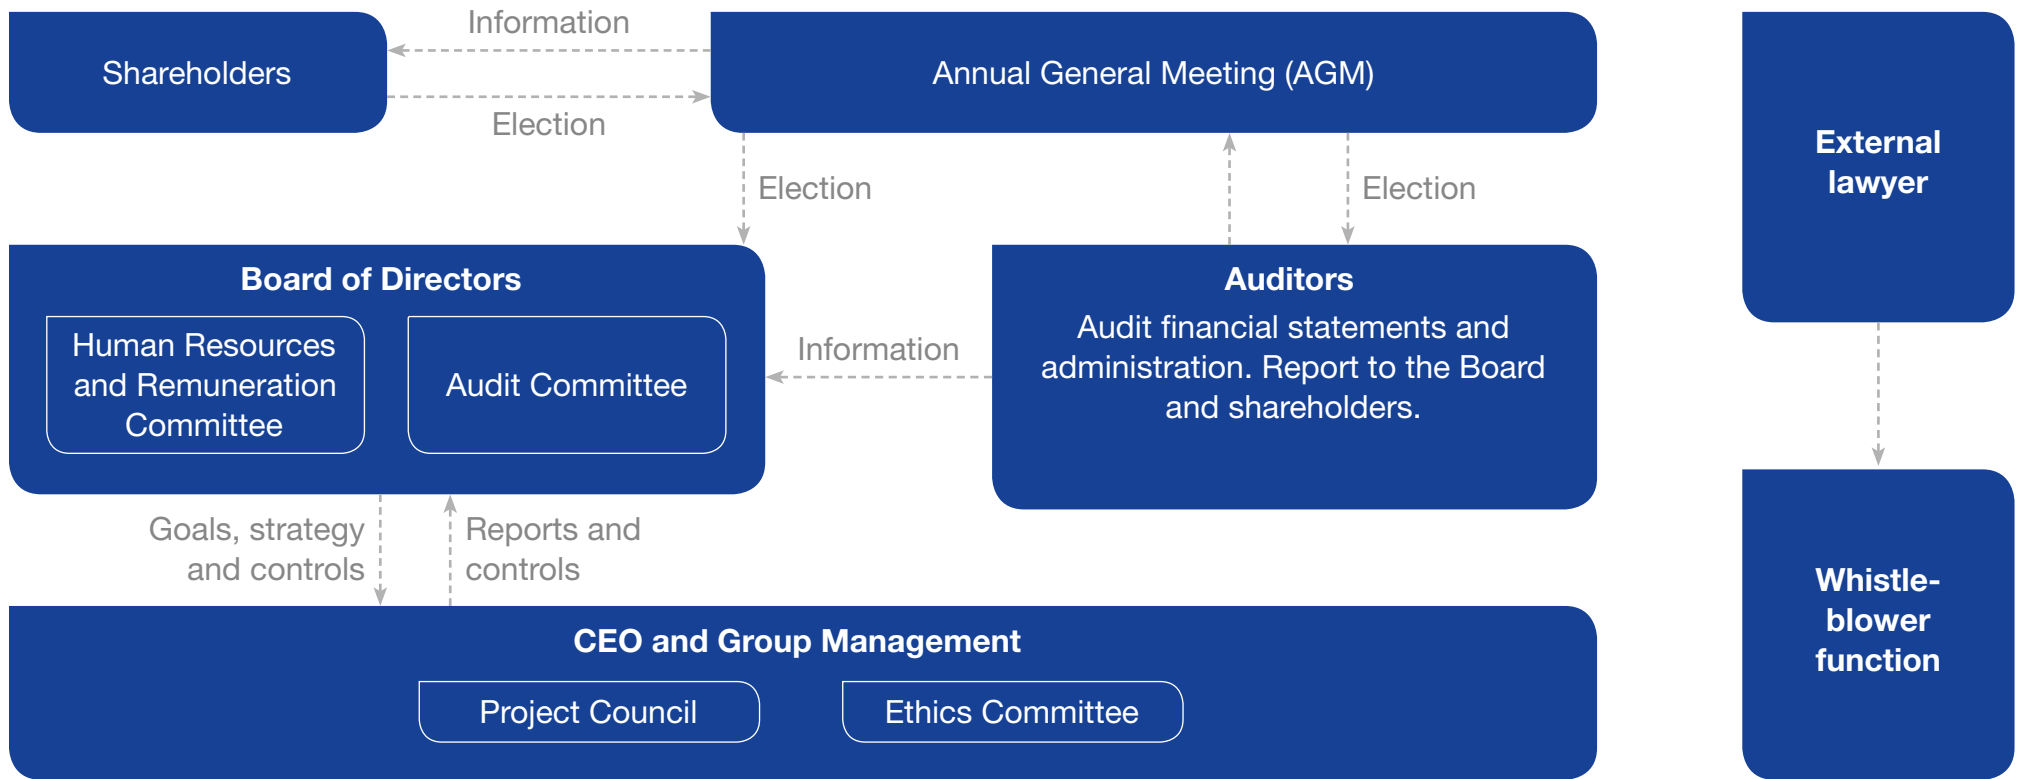 Information
Shareholders
Annual General Meeting (AGM)
Election
External
lawyer
Election
Election
Board of Directors
Human Resources
and Remuneration
Committee
Audit Committee
Information
Auditors
Audit financial statements and
administration. Report to the Board
and shareholders.
Goals, strategy
and controls
Reports and
controls
Whistle-
blower
function
CEO and Group Management
Project Council
Ethics Committee